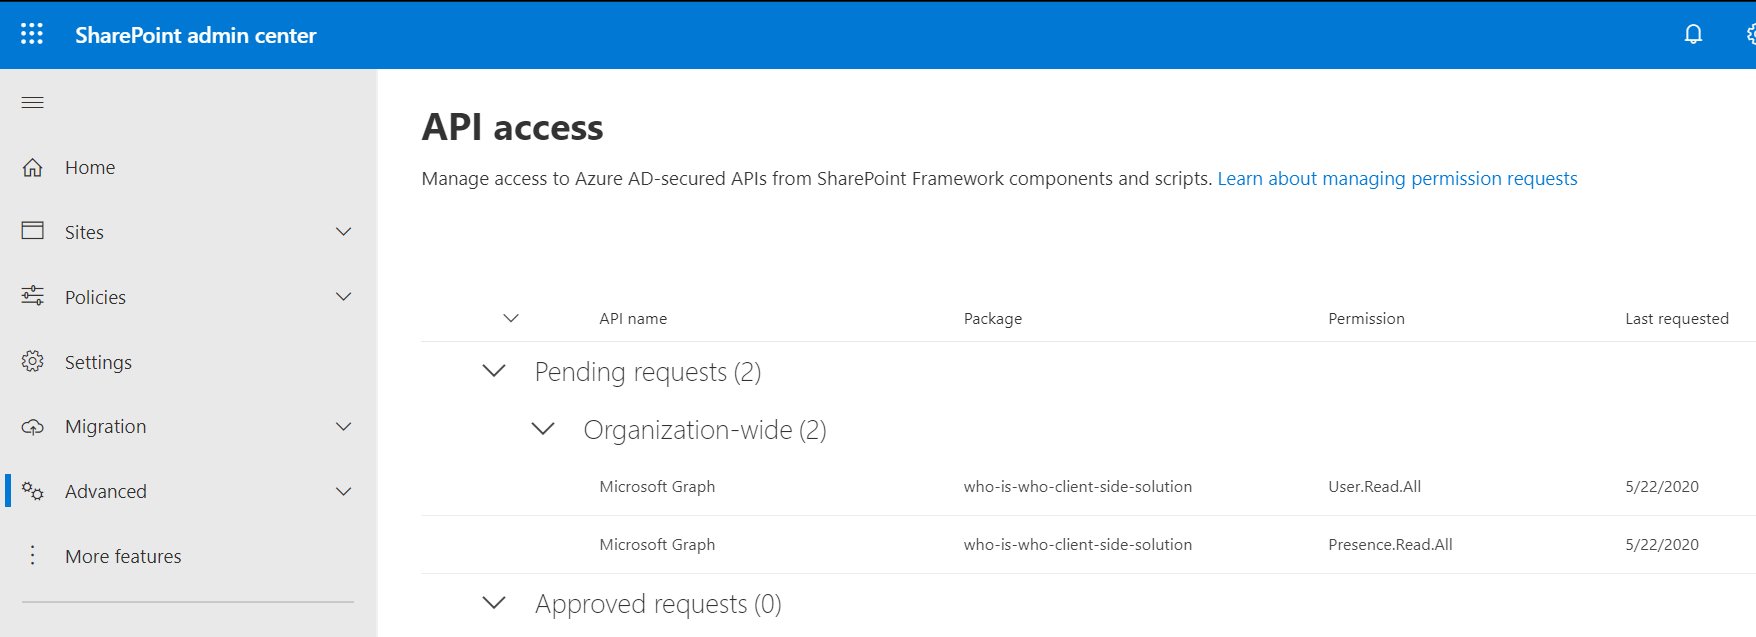 SharePoint admin center
Home
Sites
Policies
Settings
Migration
Advanced
More features
API access
Manage access to Azure AD-secured APIs from SharePoint Framework components and scripts. Learn about managing permission requests
API name Package Permission Last requested
Pending requests (2)
Organization-wide (2)
Microsoft Graph who-is-who-client-side-solution User.Read.All 5/22/2020
Microsoft Graph who-is-who-client-side-solution Presence.Read.All 5/22/2020
Approved requests (0)